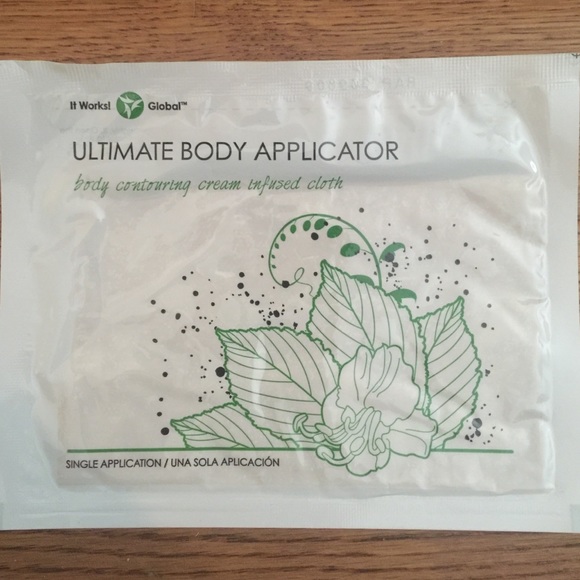 It Works! Global™
ULTIMATE BODY APPLICATOR
body contouring cream infused cloth
SINGLE APPLICATION / UNA SOLA APLICACIÓN